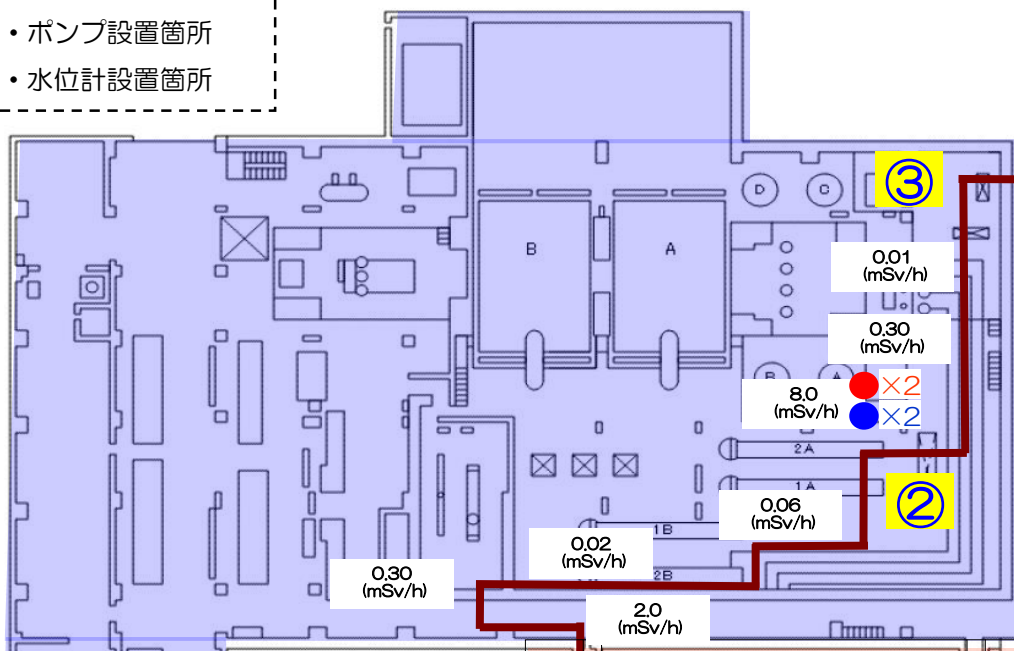 ・ポンプ設置箇所
・水位計設置箇所
D
C
③
B
A
0.01
(mSv/h)
0.30
(mSv/h)
B
A
8.0
(mSv/h)
×2
×2
2A
1A
②
0.06
(mSv/h)
1B
0.02
(mSv/h)
2B
0.30
(mSv/h)
2.0
(mSv/h)